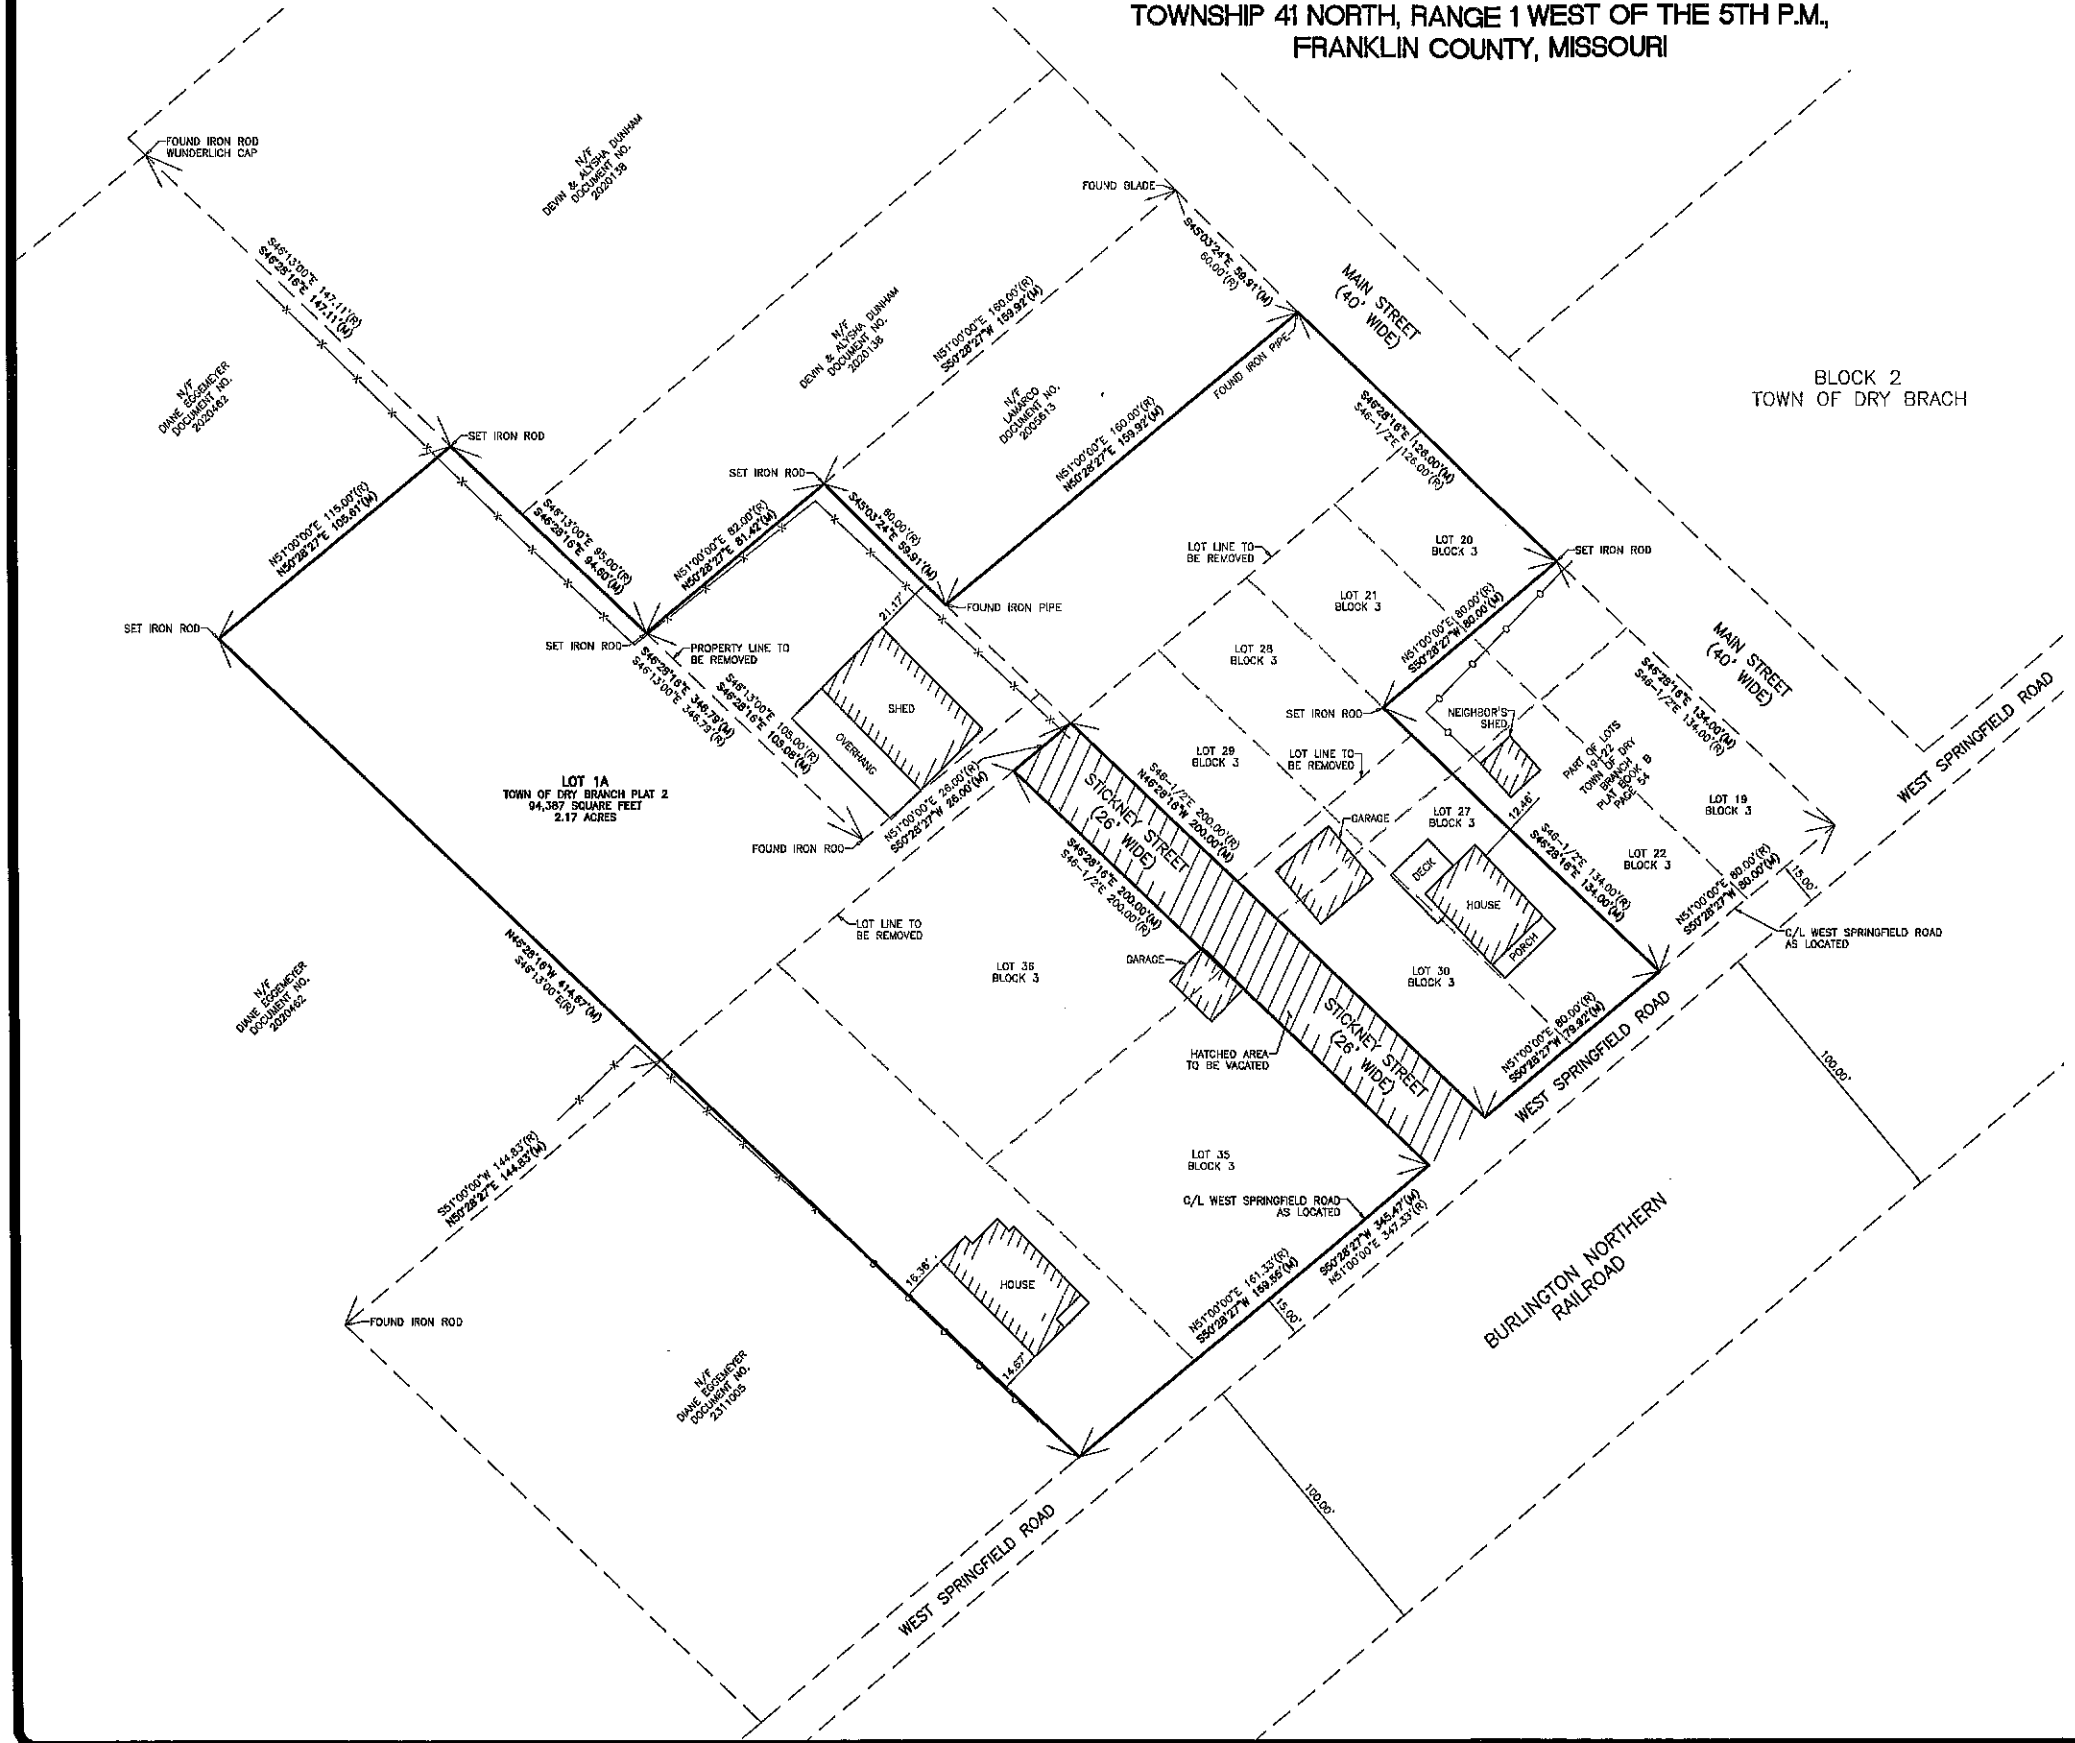 TOWNSHIP 41 NORTH, RANGE 1 WEST OF THE 5TH P.M.,
FRANKLIN COUNTY, MISSOURI
FOUND IRON ROD
WUNDERLICH CAP
N/F
DEVIN & ALYSHA DUNHAM
DOCUMENT NO.
2020138
FOUND BLADE
S45°03'24"E 59.91'(M)
60.00'(R)
MAIN STREET
(40' WIDE)
S46°13'00"E 147.11'(R)
S46°28'16"E 147.11'(M)
N/F
DEVIN & ALYSHA DUNHAM
DOCUMENT NO.
2020138
N51°00'00"E 160.00'(R)
S50°28'27"W 159.92'(M)
FOUND IRON PIPE
BLOCK 2
TOWN OF DRY BRACH
N/F
DIANE EGGEMEYER
DOCUMENT NO.
2020462
N/F
LAMARCO
DOCUMENT NO.
2005613
N51°00'00"E 160.00'(R)
N50°28'27"E 159.92'(M)
S46°28'16"E 126.00'(M)
S46-1/2E 126.00'(R)
SET IRON ROD
SET IRON ROD
N51°00'00"E 115.00'(R)
N50°28'27"E 105.61'(M)
S46°13'00"E 95.00'(R)
S46°28'16"E 94.60'(M)
N51°00'00"E 82.00'(R)
N50°28'27"E 81.42'(M)
60.00'(R)
S45°03'24"E 59.91'(M)
LOT LINE TO
BE REMOVED
LOT 20
BLOCK 3
SET IRON ROD
LOT 21
BLOCK 3
N51°00'00"E 80.00'(R)
S50°28'27"W 80.00'(M)
SET IRON ROD
SET IRON ROD
PROPERTY LINE TO
BE REMOVED
21.17'
FOUND IRON PIPE
LOT 28
BLOCK 3
MAIN STREET
(40' WIDE)
S46°28'16"E 346.79'(M)
S46°13'00"E 346.79'(R)
S46°13'00"E 105.00'(R)
S46°28'16"E 105.08'(M)
SHED
OVERHANG
SET IRON ROD
NEIGHBOR'S
SHED
S46°28'16"E 134.00'(M)
S46-1/2E 134.00'(R)
WEST SPRINGFIELD ROAD
LOT 1A
TOWN OF DRY BRANCH PLAT 2
94,387 SQUARE FEET
2.17 ACRES
N51°00'00"E 26.00'(R)
S50°28'27"W 26.00'(M)
FOUND IRON ROD
STICKNEY STREET
(26' WIDE)
S46-1/2E 200.00'(R)
N46°28'16"W 200.00'(M)
S46°28'16"E 200.00'(M)
S46-1/2E 200.00'(R)
LOT 29
BLOCK 3
LOT LINE TO
BE REMOVED
PART OF LOTS
19-22
TOWN OF DRY
BRANCH
PLAT BOOK B
PAGE 54
LOT 19
BLOCK 3
LOT 27
BLOCK 3
12.46'
GARAGE
DECK
HOUSE
PORCH
LOT 22
BLOCK 3
S46-1/2E 134.00'(R)
S46°28'16"E 134.00'(M)
N51°00'00"E 80.00'(R)
S50°28'27"W 80.00'(M)
15.00'
C/L WEST SPRINGFIELD ROAD
AS LOCATED
LOT LINE TO
BE REMOVED
N46°28'16"W 414.67'(M)
S46°13'00"E(R)
LOT 36
BLOCK 3
GARAGE
LOT 30
BLOCK 3
N/F
DIANE EGGEMEYER
DOCUMENT NO.
2020462
HATCHED AREA
TO BE VACATED
STICKNEY STREET
(26' WIDE)
N51°00'00"E 80.00'(R)
S50°28'27"W 79.92'(M)
WEST SPRINGFIELD ROAD
100.00'
S51°00'00"W 144.83'(R)
N50°28'27"E 144.83'(M)
LOT 35
BLOCK 3
C/L WEST SPRINGFIELD ROAD
AS LOCATED
S50°28'27"W 345.47'(M)
N51°00'00"E 347.33'(R)
16.36'
HOUSE
N51°00'00"E 161.33'(R)
S50°28'27"W 159.55'(M)
15.00'
BURLINGTON NORTHERN
RAILROAD
FOUND IRON ROD
14.67'
N/F
DIANE EGGEMEYER
DOCUMENT NO.
2311005
100.00'
WEST SPRINGFIELD ROAD